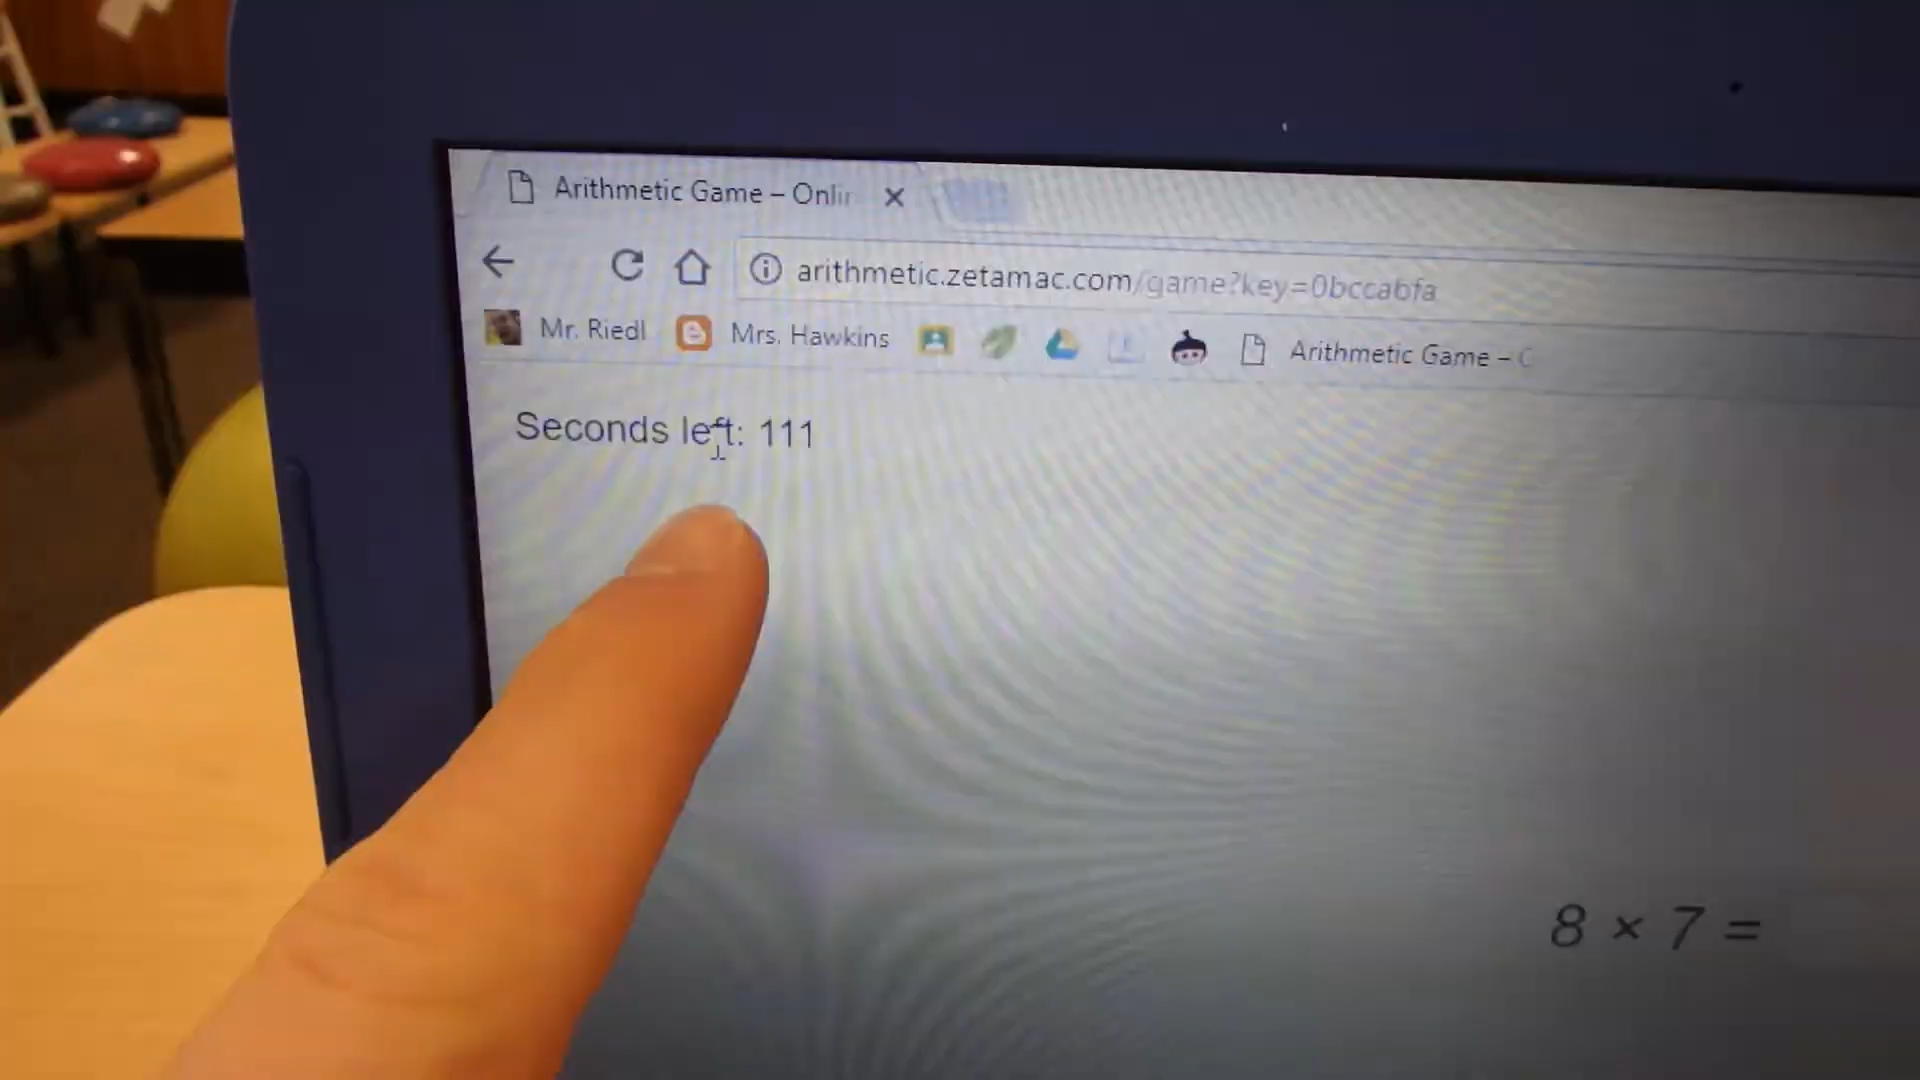 Arithmetic Game – Onlin
arithmetic.zetamac.com/game?key=0bccabfa
Mr. Riedl Mrs. Hawkins Arithmetic Game – C
Seconds left: 111
8 × 7 =